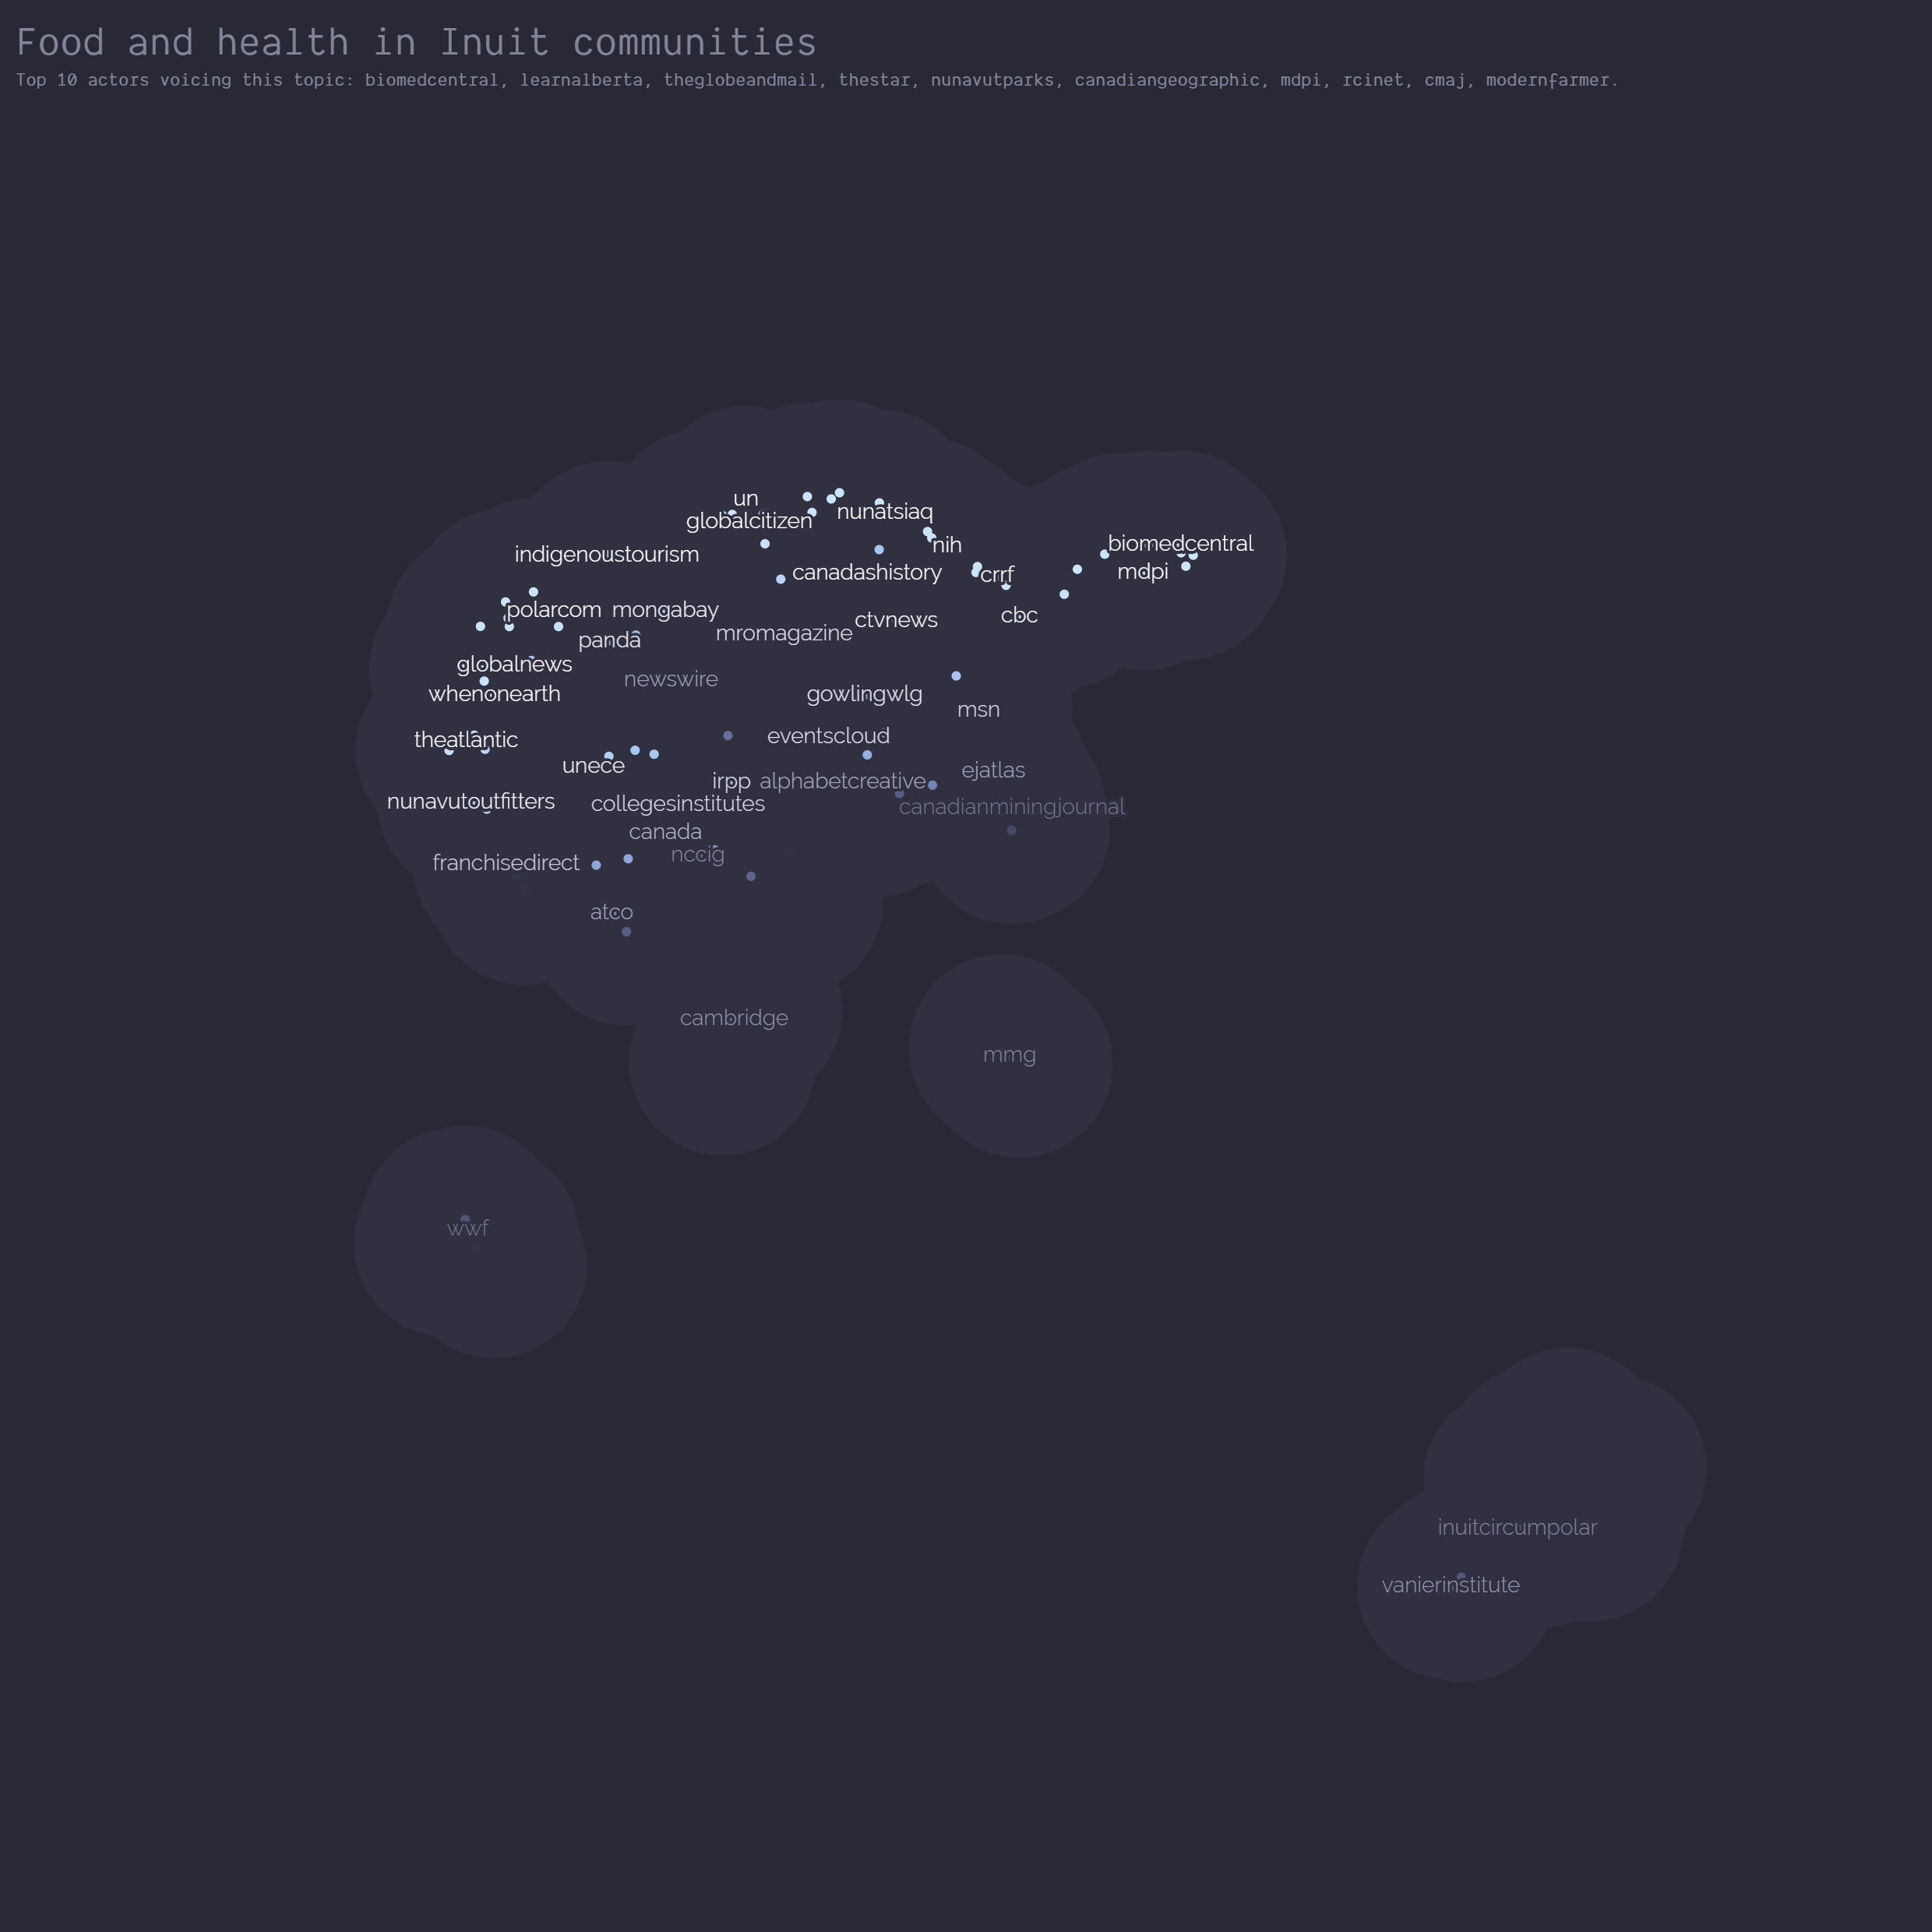 Food and health in Inuit communities
Top 10 actors voicing this topic: biomedcentral, learnalberta, theglobeandmail, thestar, nunavutparks, canadiangeographic, mdpi, rcinet, cmaj, modernfarmer.
un
nunatsiaq
globalcitizen
biomedcentral
nih
indigenoustourism
mdpi
canadashistory
crrf
polarcom
mongabay
cbc
ctvnews
mromagazine
panda
globalnews
newswire
whenonearth
gowlingwlg
msn
theatlantic
eventscloud
unece
ejatlas
irpp
alphabetcreative
nunavutoutfitters
collegesinstitutes
canadianminingjournal
canada
nccig
franchisedirect
atco
cambridge
mmg
wwf
inuitcircumpolar
vanierinstitute